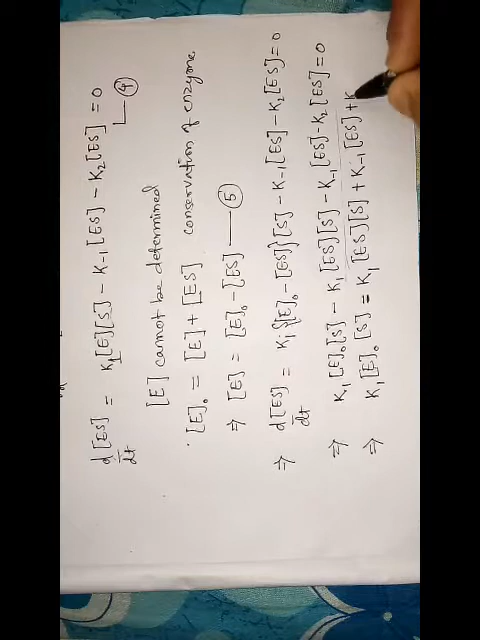 d[ES]/dt = K₁[E][S] − K₋₁[ES] − K₂[ES] = 0 —④
[E] cannot be determined
[E]₀ = [E] + [ES] conservation of enzyme
⇒ [E] = [E]₀ − [ES] —⑤
⇒ d[ES]/dt = K₁{[E]₀ − [ES]}[S] − K₋₁[ES] − K₂[ES] = 0
⇒ K₁[E]₀[S] − K₁[ES][S] − K₋₁[ES] − K₂[ES] = 0
⇒ K₁[E]₀[S] = K₁[ES][S] + K₋₁[ES] + K